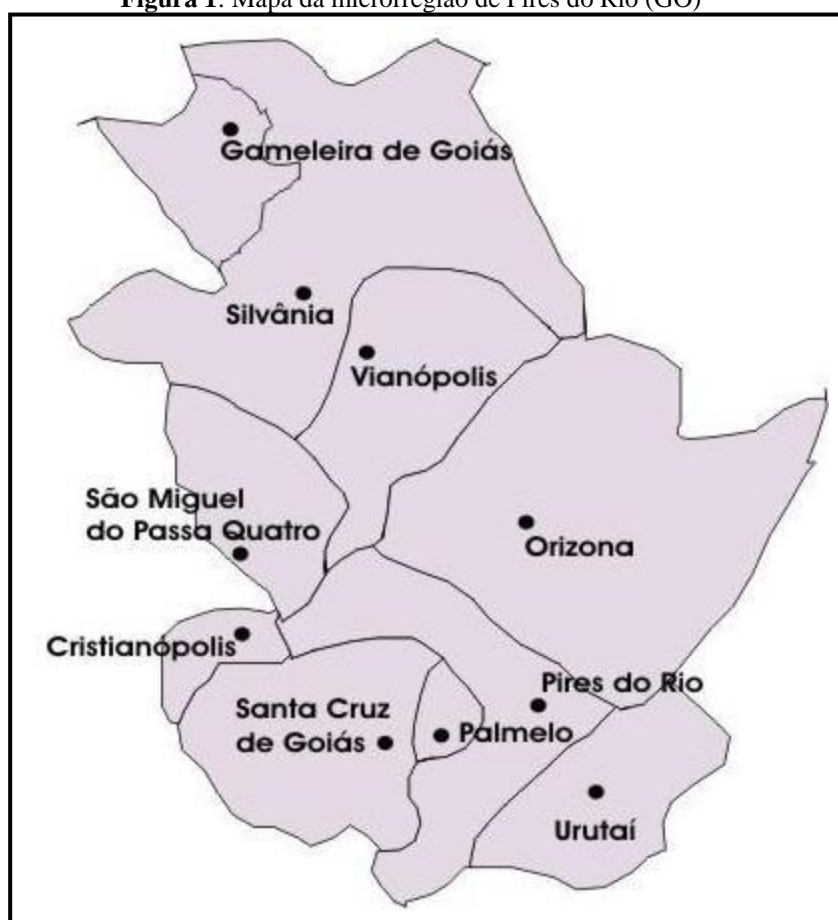 Figura 1: Mapa da microrregião de Pires do Rio (GO)
Gameleira de Goiás
Silvânia
Vianópolis
São Miguel
do Passa Quatro
Orizona
Cristianópolis
Pires do Rio
Santa Cruz
de Goiás
Palmelo
Urutaí